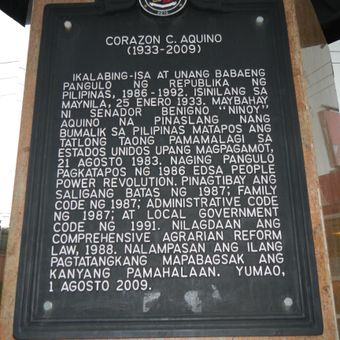 CORAZON C. AQUINO
(1933-2009)
IKALABING-ISA AT UNANG BABAENG
PANGULO NG REPUBLIKA NG
PILIPINAS, 1986-1992. ISINILANG SA
MAYNILA, 25 ENERO 1933. MAYBAHAY
NI SENADOR BENIGNO "NINOY"
AQUINO NA PINASLANG NANG
BUMALIK SA PILIPINAS MATAPOS ANG
TATLONG TAONG PAMAMALAGI SA
ESTADOS UNIDOS UPANG MAGPAGAMOT,
21 AGOSTO 1983. NAGING PANGULO
PAGKATAPOS NG 1986 EDSA PEOPLE
POWER REVOLUTION. PINAGTIBAY ANG
SALIGANG BATAS NG 1987; FAMILY
CODE NG 1987; ADMINISTRATIVE CODE
NG 1987; AT LOCAL GOVERNMENT
CODE NG 1991. NILAGDAAN ANG
COMPREHENSIVE AGRARIAN REFORM
LAW, 1988. NALAMPASAN ANG ILANG
PAGTATANGKANG MAPABAGSAK ANG
KANYANG PAMAHALAAN. YUMAO,
1 AGOSTO 2009.